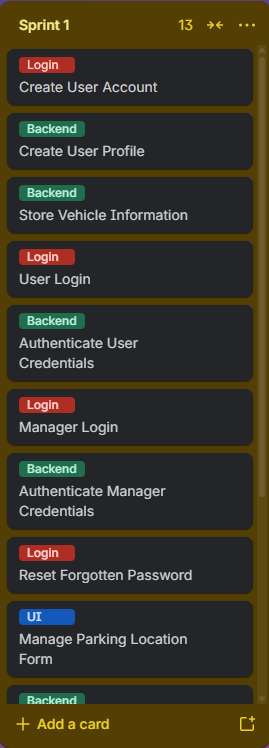 Sprint 1 13
Login
Create User Account
Backend
Create User Profile
Backend
Store Vehicle Information
Login
User Login
Backend
Authenticate User
Credentials
Login
Manager Login
Backend
Authenticate Manager
Credentials
Login
Reset Forgotten Password
UI
Manage Parking Location
Form
Backend
Add a card